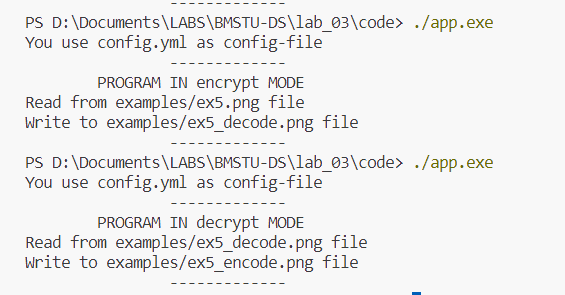 -------------
PS D:\Documents\LABS\BMSTU-DS\lab_03\code> ./app.exe
You use config.yml as config-file
-------------
PROGRAM IN encrypt MODE
Read from examples/ex5.png file
Write to examples/ex5_decode.png file
-------------
PS D:\Documents\LABS\BMSTU-DS\lab_03\code> ./app.exe
You use config.yml as config-file
-------------
PROGRAM IN decrypt MODE
Read from examples/ex5_decode.png file
Write to examples/ex5_encode.png file
-------------